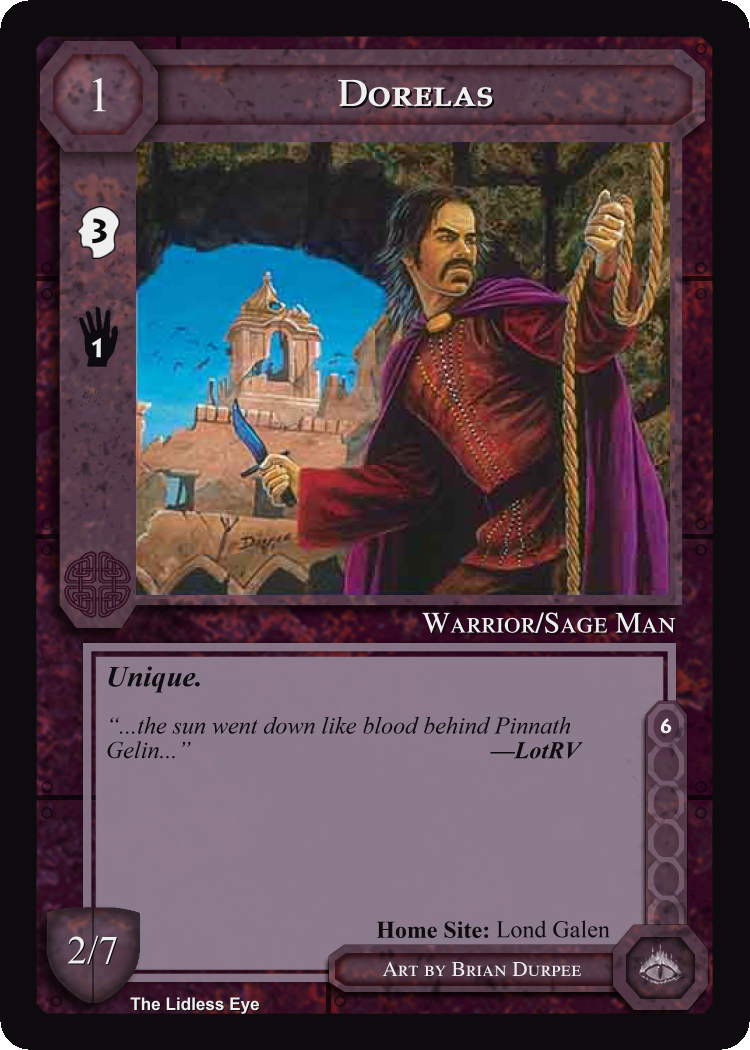 1
Dorelas
3
1
Durpee
Warrior/Sage Man
Unique.
“...the sun went down like blood behind Pinnath
Gelin...” —LotRV
6
Home Site: Lond Galen
2/7
Art by Brian Durpee
The Lidless Eye